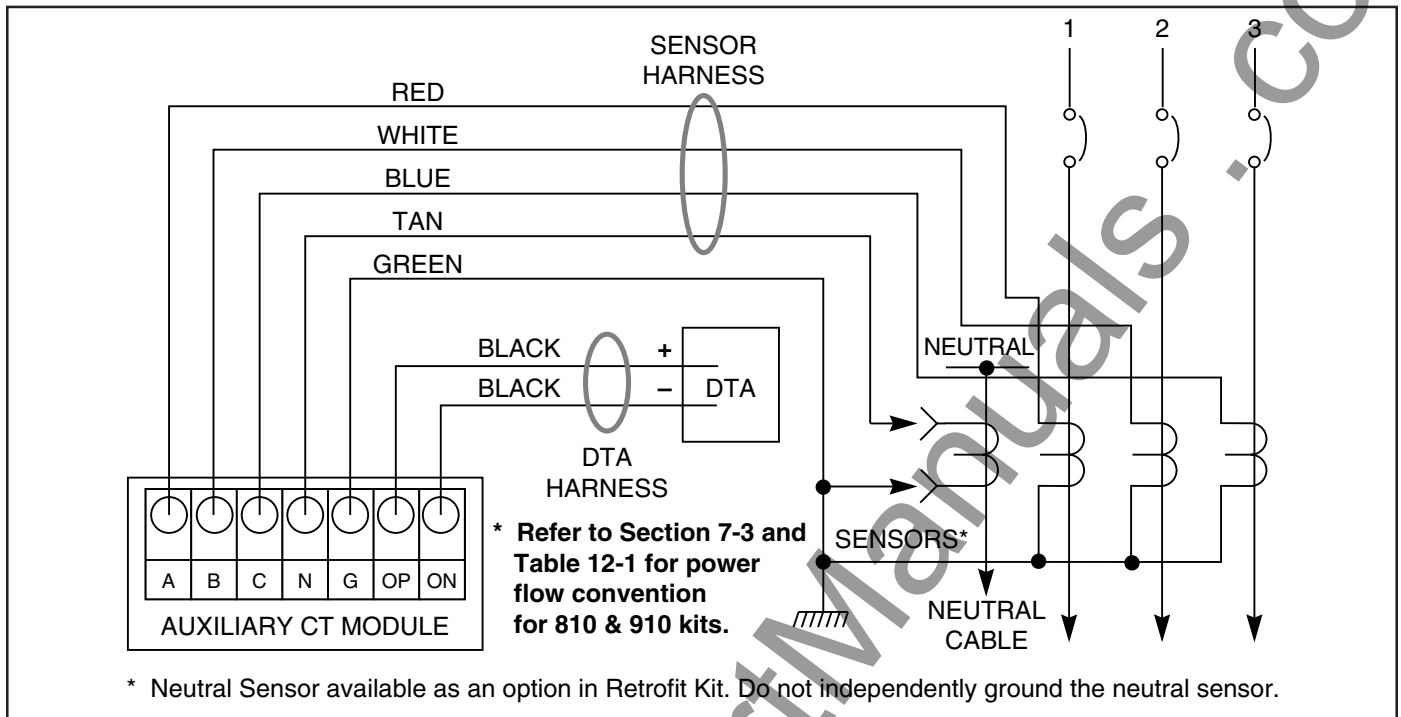 SENSOR
HARNESS
1 2 3
RED
WHITE
BLUE
TAN
GREEN
BLACK
BLACK
+
–
DTA
DTA
HARNESS
NEUTRAL
SENSORS*
NEUTRAL
CABLE
A B C N G OP ON
AUXILIARY CT MODULE
* Refer to Section 7-3 and
Table 12-1 for power
flow convention
for 810 & 910 kits.
* Neutral Sensor available as an option in Retrofit Kit. Do not independently ground the neutral sensor.
ctManuals . co